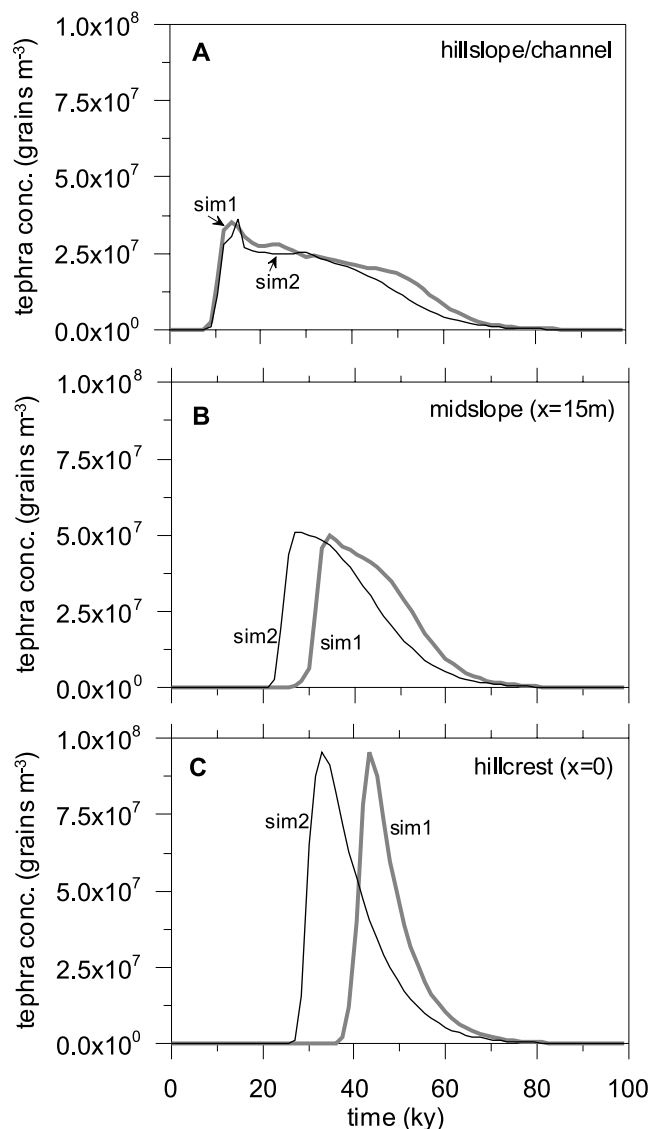 A
hillslope/channel
tephra conc. (grains m⁻³)
1.0x10⁸
7.5x10⁷
5.0x10⁷
2.5x10⁷
0.0x10⁰
sim1
sim2
B
midslope (x=15m)
tephra conc. (grains m⁻³)
1.0x10⁸
7.5x10⁷
5.0x10⁷
2.5x10⁷
0.0x10⁰
sim2
sim1
C
hillcrest (x=0)
tephra conc. (grains m⁻³)
1.0x10⁸
7.5x10⁷
5.0x10⁷
2.5x10⁷
0.0x10⁰
sim2
sim1
0 20 40 60 80 100
time (ky)